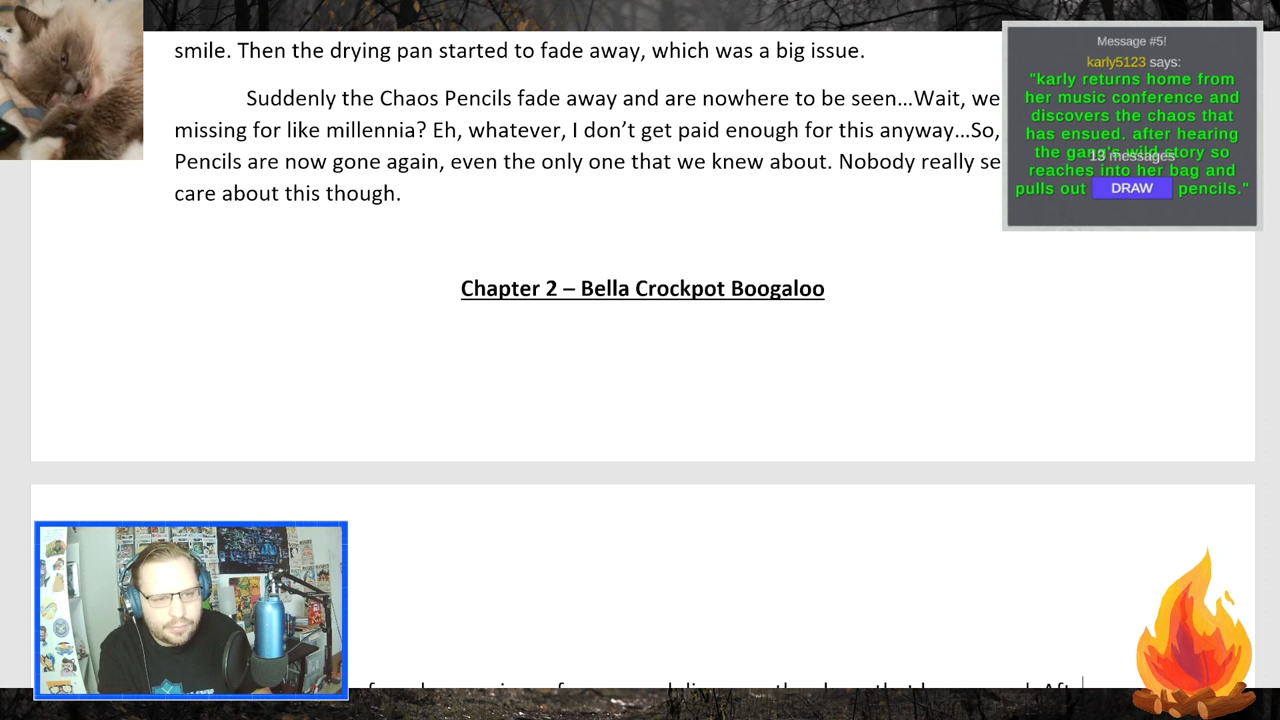 smile. Then the drying pan started to fade away, which was a big issue.
Suddenly the Chaos Pencils fade away and are nowhere to be seen...Wait, we
missing for like millennia? Eh, whatever, I don't get paid enough for this anyway...So,
Pencils are now gone again, even the only one that we knew about. Nobody really se
care about this though.
Chapter 2 – Bella Crockpot Boogaloo
Message #5!
karly5123 says:
"karly returns home from
her music conference and
discovers the chaos that
has ensued. after hearing
the gang's wild story so
13 messages
reaches into her bag and
pulls out
DRAW
pencils."